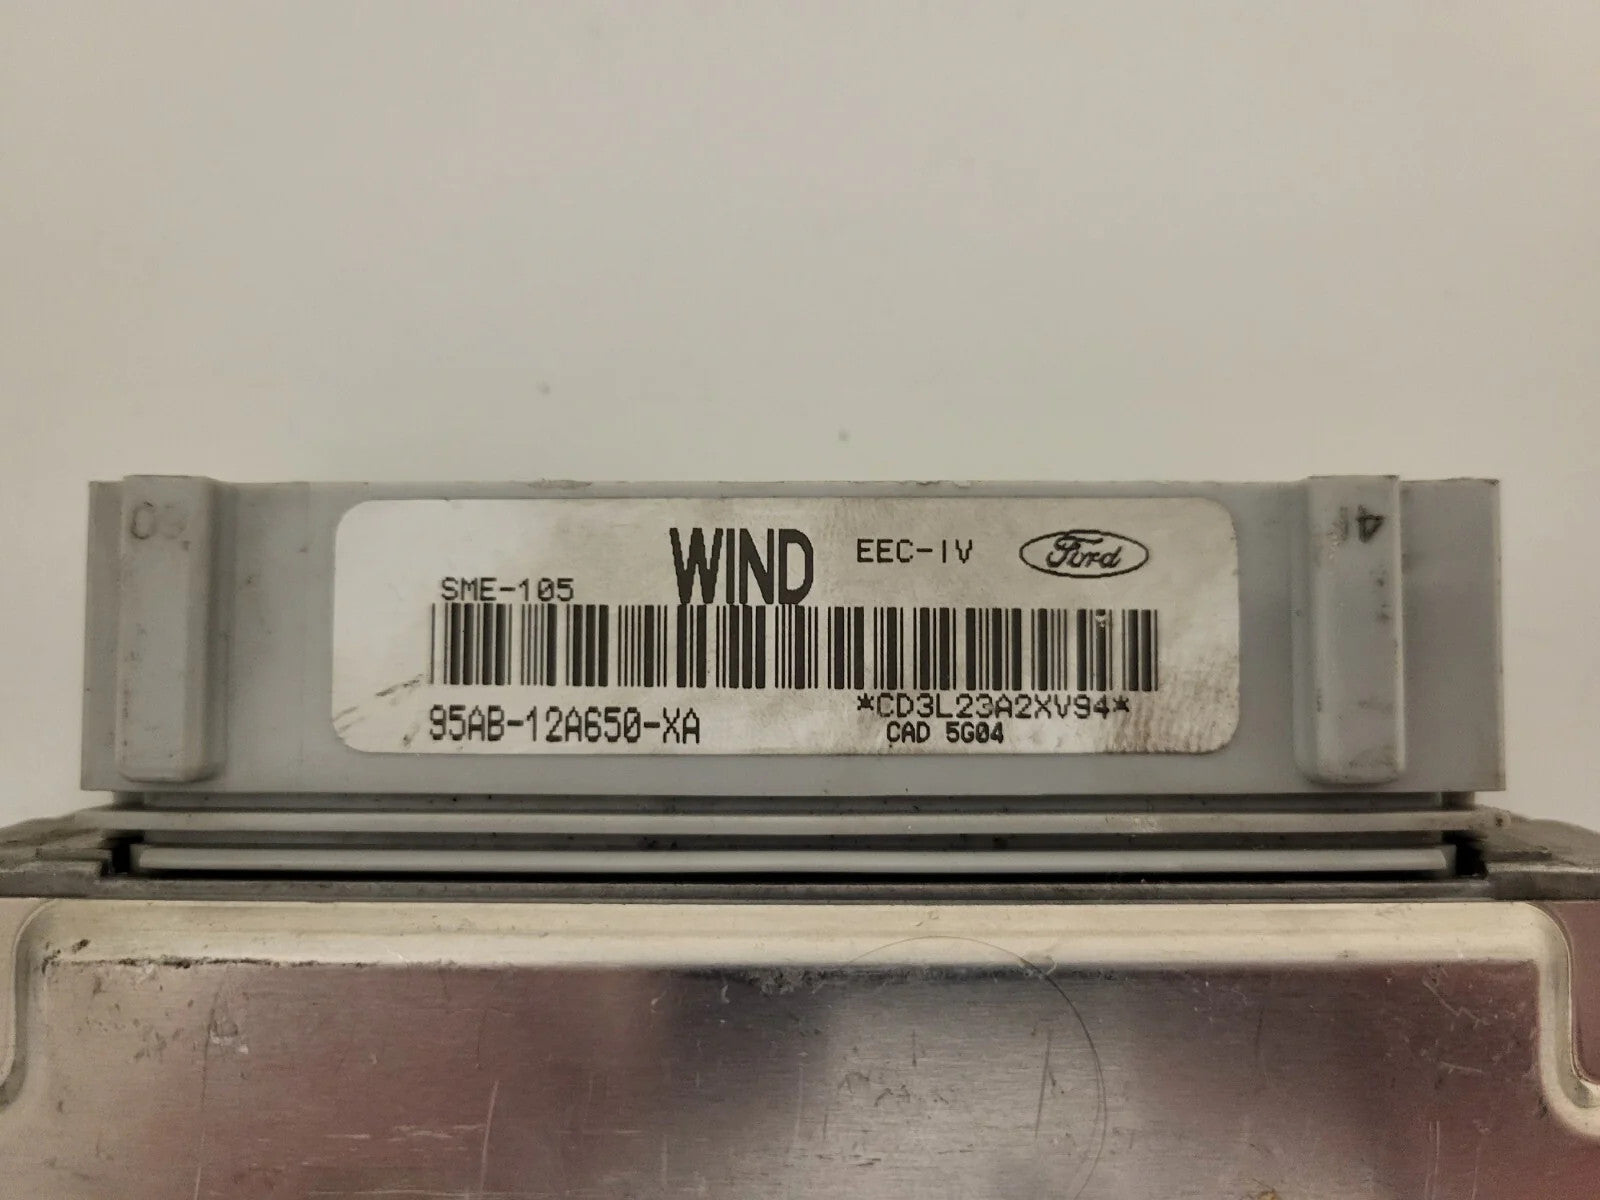 WIND EEC-IV Ford
SME-105
*CD3L23A2XV94*
95AB-12A650-XA
CAD 5G04